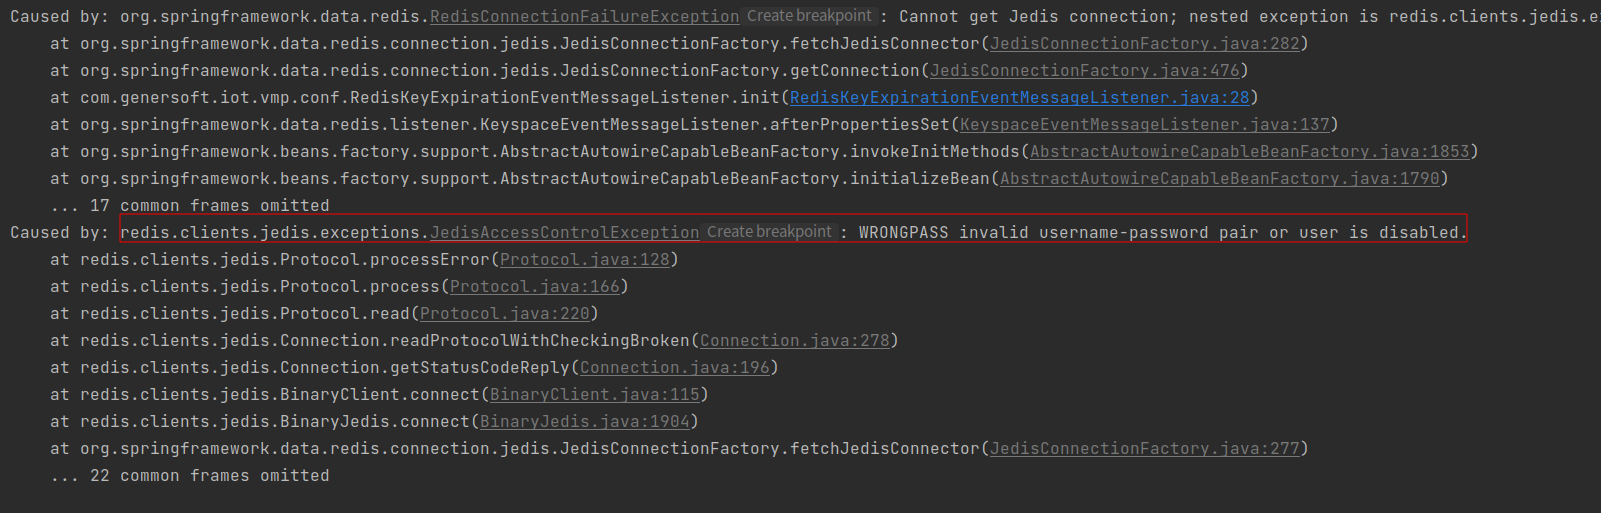 Caused by: org.springframework.data.redis.RedisConnectionFailureException Create breakpoint : Cannot get Jedis connection; nested exception is redis.clients.jedis.e
at org.springframework.data.redis.connection.jedis.JedisConnectionFactory.fetchJedisConnector(JedisConnectionFactory.java:282)
at org.springframework.data.redis.connection.jedis.JedisConnectionFactory.getConnection(JedisConnectionFactory.java:476)
at com.genersoft.iot.vmp.conf.RedisKeyExpirationEventMessageListener.init(RedisKeyExpirationEventMessageListener.java:28)
at org.springframework.data.redis.listener.KeyspaceEventMessageListener.afterPropertiesSet(KeyspaceEventMessageListener.java:137)
at org.springframework.beans.factory.support.AbstractAutowireCapableBeanFactory.invokeInitMethods(AbstractAutowireCapableBeanFactory.java:1853)
at org.springframework.beans.factory.support.AbstractAutowireCapableBeanFactory.initializeBean(AbstractAutowireCapableBeanFactory.java:1790)
... 17 common frames omitted
Caused by: redis.clients.jedis.exceptions.JedisAccessControlException Create breakpoint : WRONGPASS invalid username-password pair or user is disabled.
at redis.clients.jedis.Protocol.processError(Protocol.java:128)
at redis.clients.jedis.Protocol.process(Protocol.java:166)
at redis.clients.jedis.Protocol.read(Protocol.java:220)
at redis.clients.jedis.Connection.readProtocolWithCheckingBroken(Connection.java:278)
at redis.clients.jedis.Connection.getStatusCodeReply(Connection.java:196)
at redis.clients.jedis.BinaryClient.connect(BinaryClient.java:115)
at redis.clients.jedis.BinaryJedis.connect(BinaryJedis.java:1904)
at org.springframework.data.redis.connection.jedis.JedisConnectionFactory.fetchJedisConnector(JedisConnectionFactory.java:277)
... 22 common frames omitted